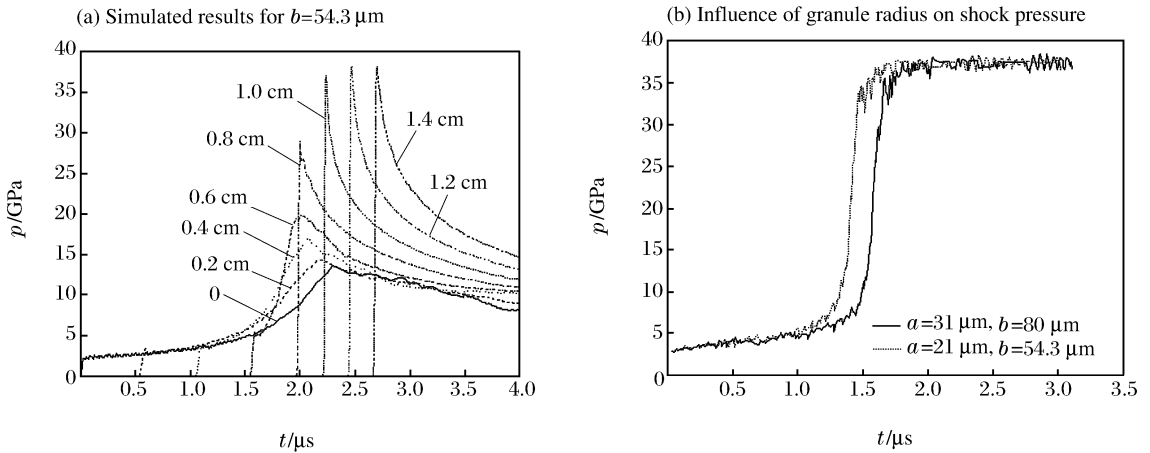 (a) Simulated results for b=54.3 μm
40
35
30
25
20
15
10
5
0
p/GPa
1.0 cm
0.8 cm
0.6 cm
0.4 cm
0.2 cm
0
1.4 cm
1.2 cm
0.5 1.0 1.5 2.0 2.5 3.0 3.5 4.0
t/μs
(b) Influence of granule radius on shock pressure
40
35
30
25
20
15
10
5
0
p/GPa
a=31 μm, b=80 μm
a=21 μm, b=54.3 μm
0.5 1.0 1.5 2.0 2.5 3.0 3.5
t/μs